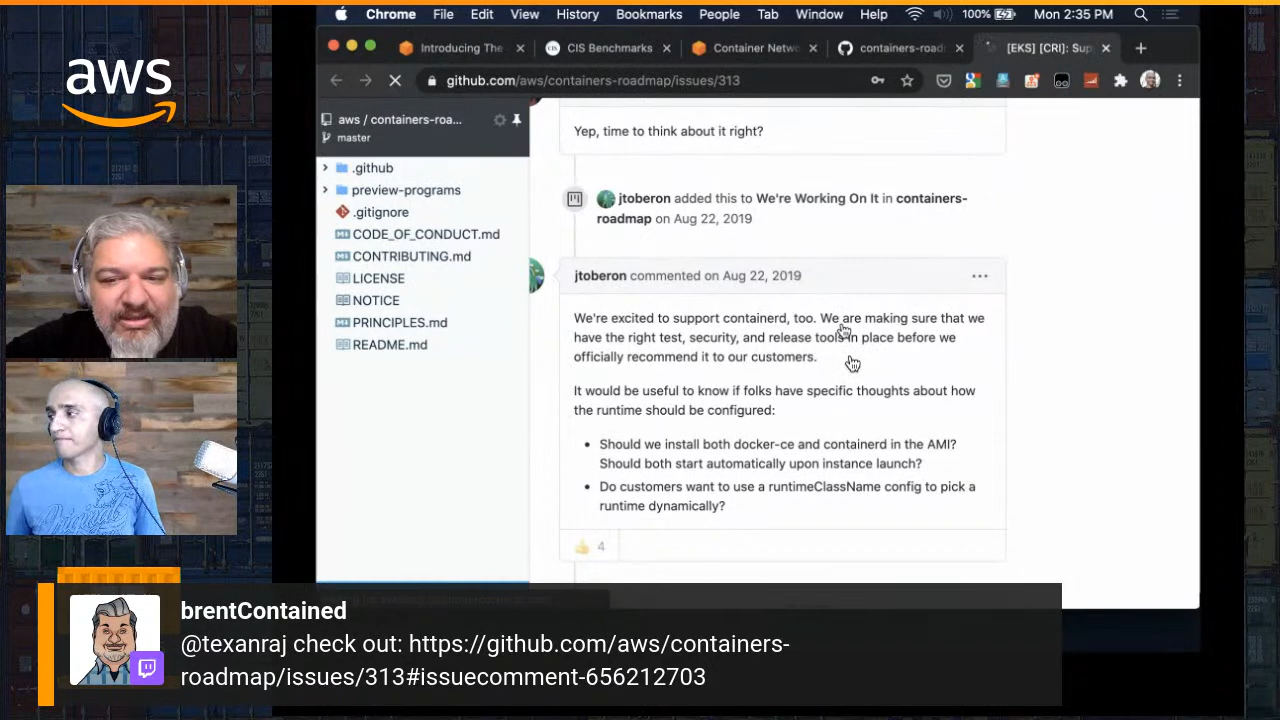 aws
Chrome File Edit View History Bookmarks People Tab Window Help 100% Mon 2:35 PM
Introducing The
CIS Benchmarks
Container Netw
containers-road
[EKS] [CRI]: Sup
github.com/aws/containers-roadmap/issues/313
aws / containers-roa...
master
.github
preview-programs
.gitignore
CODE_OF_CONDUCT.md
CONTRIBUTING.md
LICENSE
NOTICE
PRINCIPLES.md
README.md
Yep, time to think about it right?
jtoberon added this to We're Working On It in containers-
roadmap on Aug 22, 2019
jtoberon commented on Aug 22, 2019
We're excited to support containerd, too. We are making sure that we
have the right test, security, and release tools in place before we
officially recommend it to our customers.
It would be useful to know if folks have specific thoughts about how
the runtime should be configured:
• Should we install both docker-ce and containerd in the AMI?
Should both start automatically upon instance launch?
• Do customers want to use a runtimeClassName config to pick a
runtime dynamically?
4
brentContained
@texanraj check out: https://github.com/aws/containers-
roadmap/issues/313#issuecomment-656212703